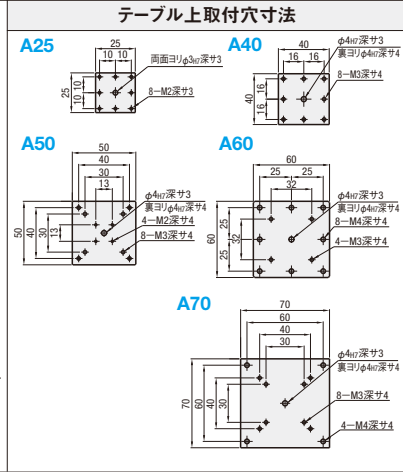 テーブル上取付穴寸法
A25
25
10 10
25
10
10
両面ヨリφ3H7深サ3
8－M2深サ3
A40
40
16 16
40
16
16
φ4H7深サ3
裏ヨリφ4H7深サ4
8－M3深サ4
A50
50
40
30
13
50
40
30
13
φ4H7深サ3
裏ヨリφ4H7深サ4
4－M2深サ4
8－M3深サ4
A60
60
25 25
32
60
25
25
32
φ4H7深サ3
裏ヨリφ4H7深サ4
8－M4深サ4
4－M3深サ4
A70
70
60
40
30
70
60
40
30
φ4H7深サ3
裏ヨリφ4H7深サ4
8－M3深サ4
4－M4深サ4